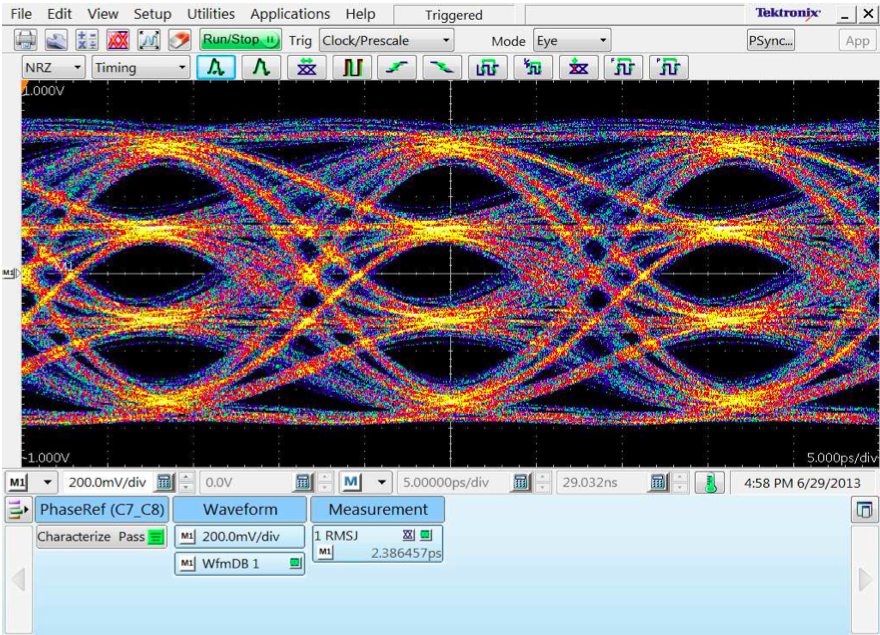 File Edit View Setup Utilities Applications Help Triggered Tektronix
Run/Stop Trig Clock/Prescale Mode Eye PSync... App
NRZ Timing
1.000V
M1
-1.000V 5.000ps/div
M1 200.0mV/div 0.0V M 5.00000ps/div 29.032ns 4:58 PM 6/29/2013
PhaseRef (C7_C8) Waveform Measurement
Characterize Pass M1 200.0mV/div 1 RMSJ
M1 2.386457ps
M1 WfmDB 1